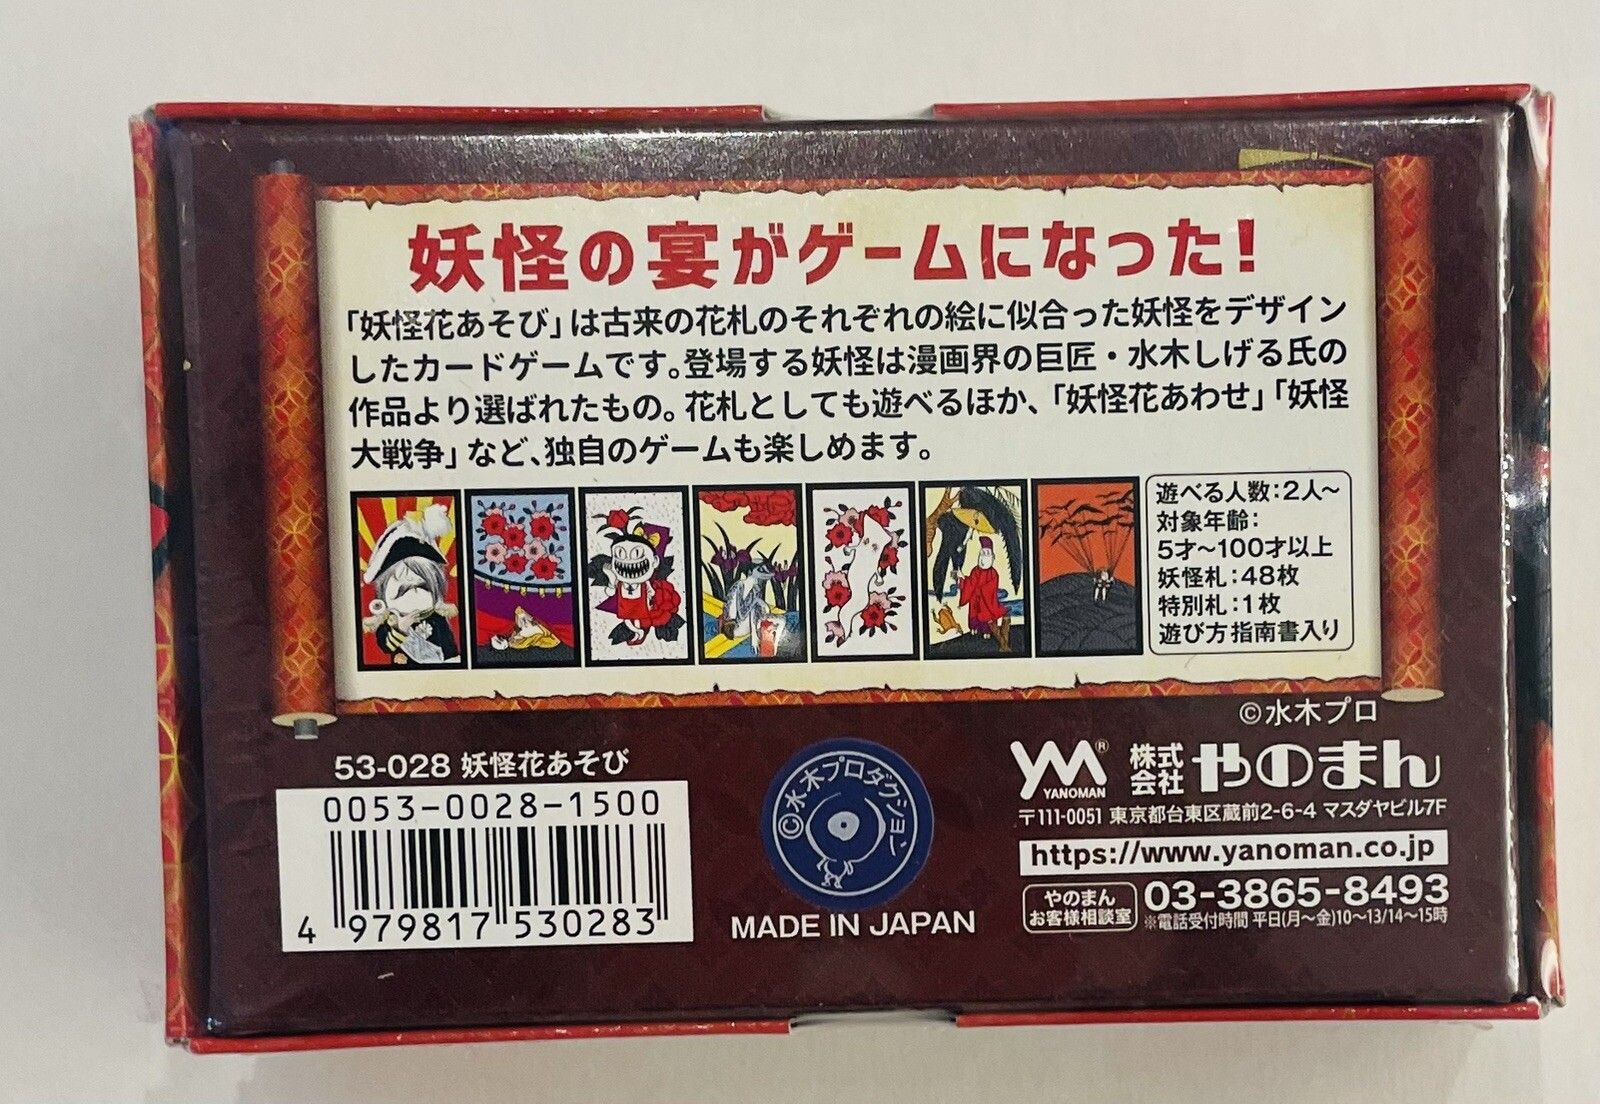 妖怪の宴がゲームになった!
「妖怪花あそび」は古来の花札のそれぞれの絵に似合った妖怪をデザイン
したカードゲームです。登場する妖怪は漫画界の巨匠・水木しげる氏の
作品より選ばれたもの。花札としても遊べるほか、「妖怪花あわせ」「妖怪
大戦争」など、独自のゲームも楽しめます。
遊べる人数:2人~
対象年齢:
5才~100才以上
妖怪札:48枚
特別札:1枚
遊び方指南書入り
©水木プロ
53-028 妖怪花あそび
0053-0028-1500
4 979817 530283
©水木プロダクション
MADE IN JAPAN
YM® YANOMAN
株式会社 やのまん
〒111-0051 東京都台東区蔵前2-6-4 マスダヤビル7F
https://www.yanoman.co.jp
やのまん
お客様相談室
03-3865-8493
※電話受付時間 平日(月~金)10~13/14~15時